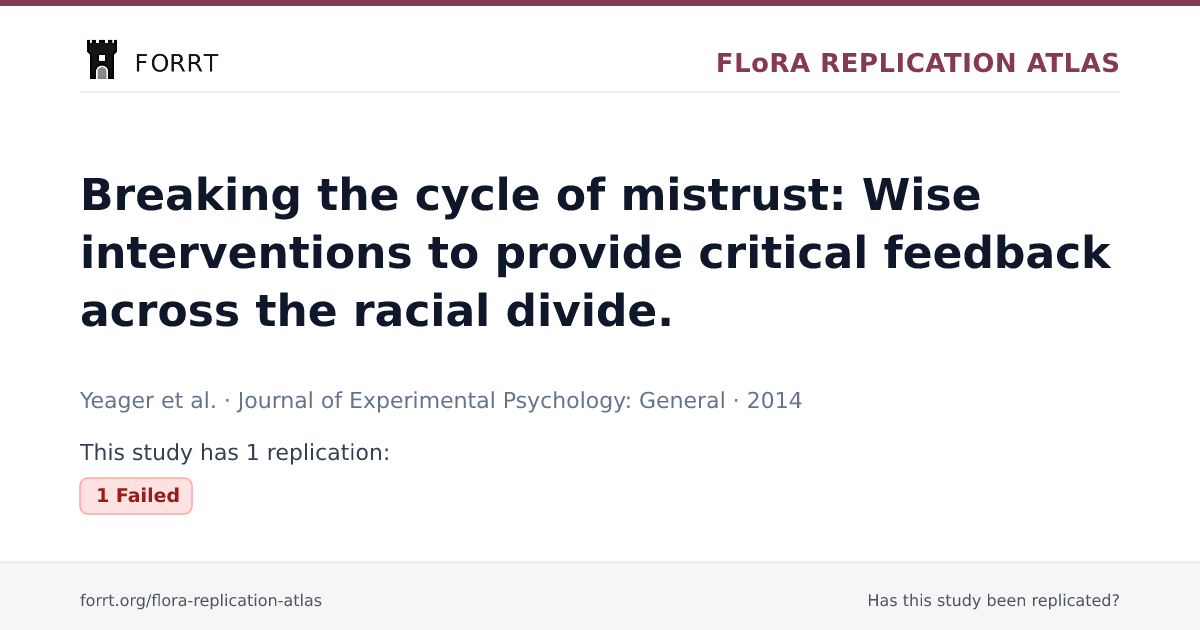 FORRT
FLoRA REPLICATION ATLAS
Breaking the cycle of mistrust: Wise
interventions to provide critical feedback
across the racial divide.
Yeager et al. · Journal of Experimental Psychology: General · 2014
This study has 1 replication:
1 Failed
forrt.org/flora-replication-atlas
Has this study been replicated?